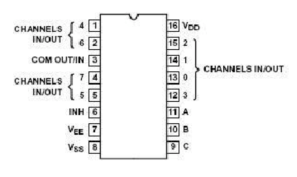 CHANNELS IN/OUT { 4 1 16 VDD
6 2 15 2
COM OUT/IN 3 14 1 } CHANNELS IN/OUT
CHANNELS IN/OUT { 7 4 13 0
5 5 12 3
INH 6 11 A
VEE 7 10 B
VSS 8 9 C